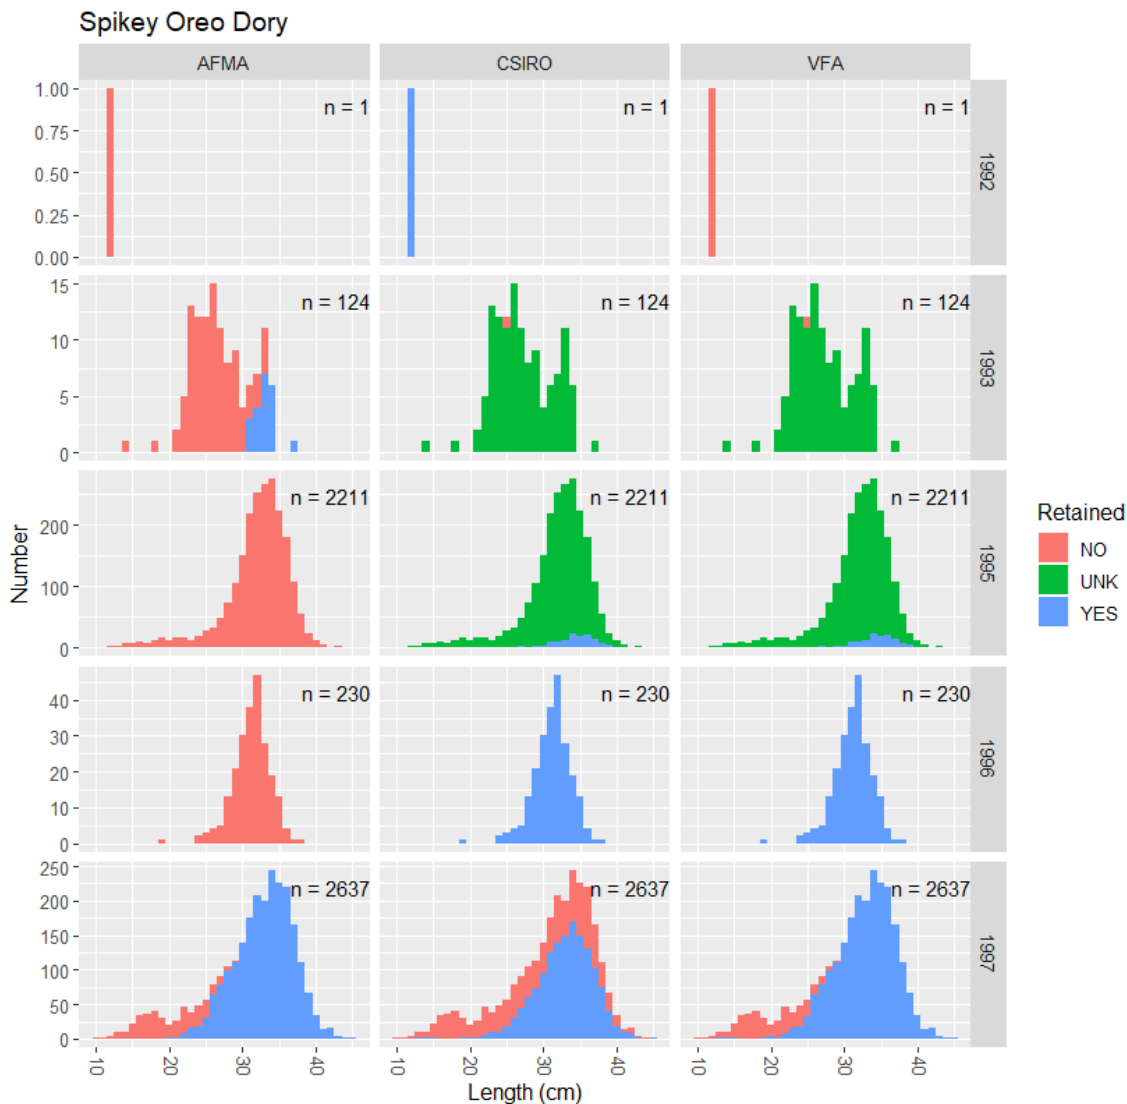 Spikey Oreo Dory
AFMA CSIRO VFA
1.00
0.75
0.50
0.25
0.00
n = 1 n = 1 n = 1
1992
15
10
5
0
n = 124 n = 124 n = 124
1993
200
100
0
n = 2211 n = 2211 n = 2211
1995
40
30
20
10
0
n = 230 n = 230 n = 230
1996
250
200
150
100
50
0
n = 2637 n = 2637 n = 2637
1997
10 20 30 40 10 20 30 40 10 20 30 40
Length (cm)
Number
Retained
NO
UNK
YES